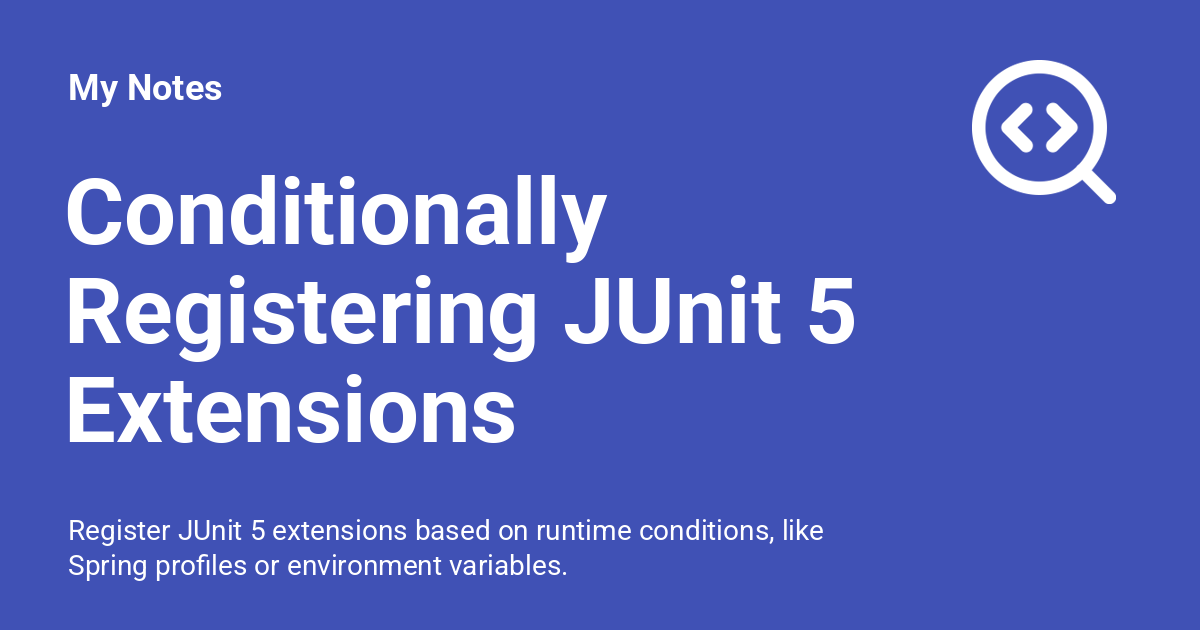 My Notes
Conditionally
Registering JUnit 5
Extensions
Register JUnit 5 extensions based on runtime conditions, like
Spring profiles or environment variables.